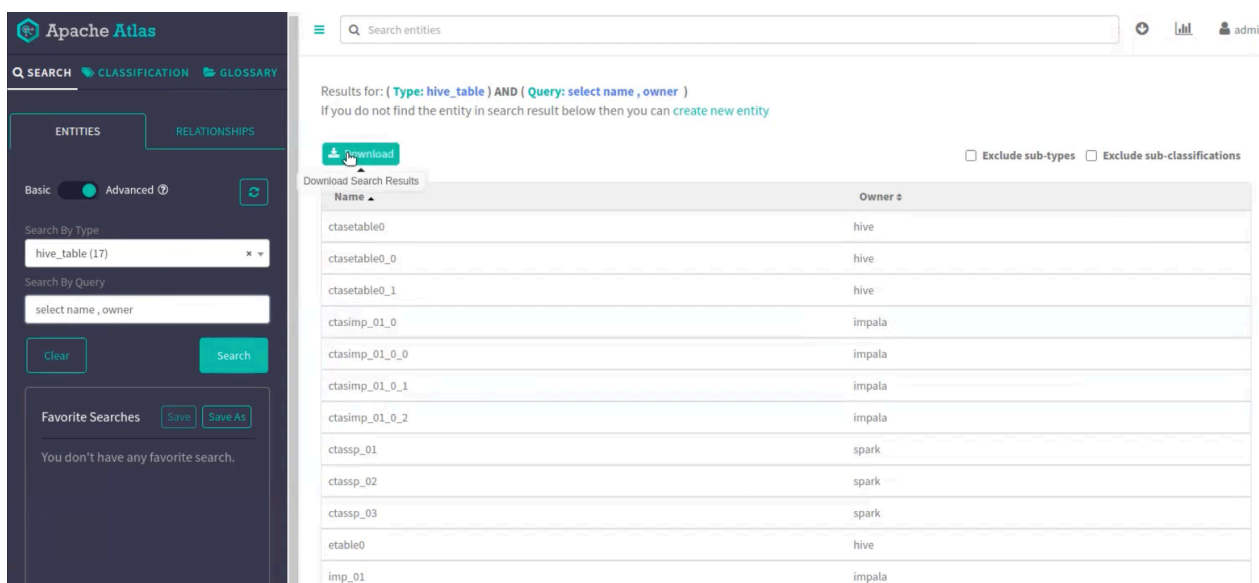 Apache Atlas
SEARCH CLASSIFICATION GLOSSARY
ENTITIES RELATIONSHIPS
Basic Advanced
Search By Type
hive_table (17)
Search By Query
select name , owner
Clear Search
Favorite Searches Save Save As
You don't have any favorite search.
Search entities
admi
Results for: ( Type: hive_table ) AND ( Query: select name , owner )
If you do not find the entity in search result below then you can create new entity
Download
Exclude sub-types Exclude sub-classifications
Download Search Results
Name Owner
ctasetable0 hive
ctasetable0_0 hive
ctasetable0_1 hive
ctasimp_01_0 impala
ctasimp_01_0_0 impala
ctasimp_01_0_1 impala
ctasimp_01_0_2 impala
ctassp_01 spark
ctassp_02 spark
ctassp_03 spark
etable0 hive
imp_01 impala